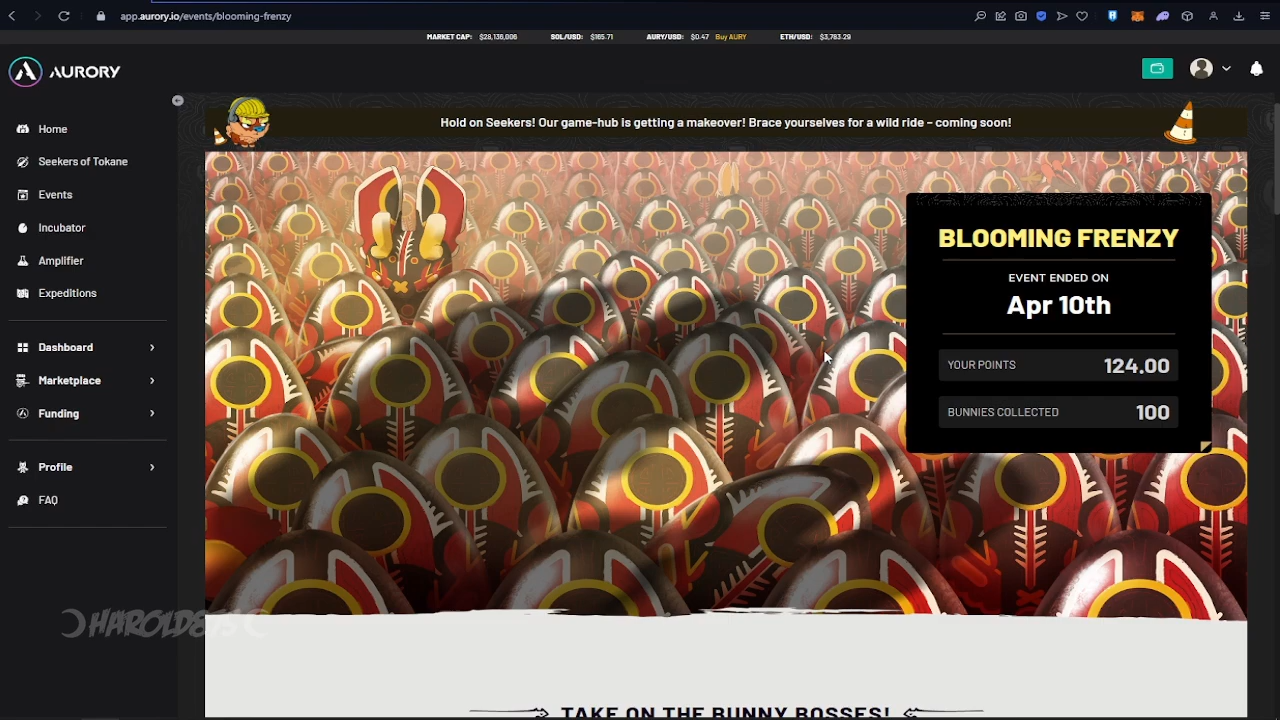 app.aurory.io/events/blooming-frenzy
MARKET CAP: $28,136,006 SOL/USD: $165.71 AURY/USD: $0.47 Buy AURY ETH/USD: $3,783.29
AURORY
Hold on Seekers! Our game-hub is getting a makeover! Brace yourselves for a wild ride – coming soon!
Home
Seekers of Tokane
Events
Incubator
Amplifier
Expeditions
Dashboard
Marketplace
Funding
Profile
FAQ
BLOOMING FRENZY
EVENT ENDED ON
Apr 10th
YOUR POINTS 124.00
BUNNIES COLLECTED 100
HAROLD87S
TAKE ON THE BUNNY BOSSES!